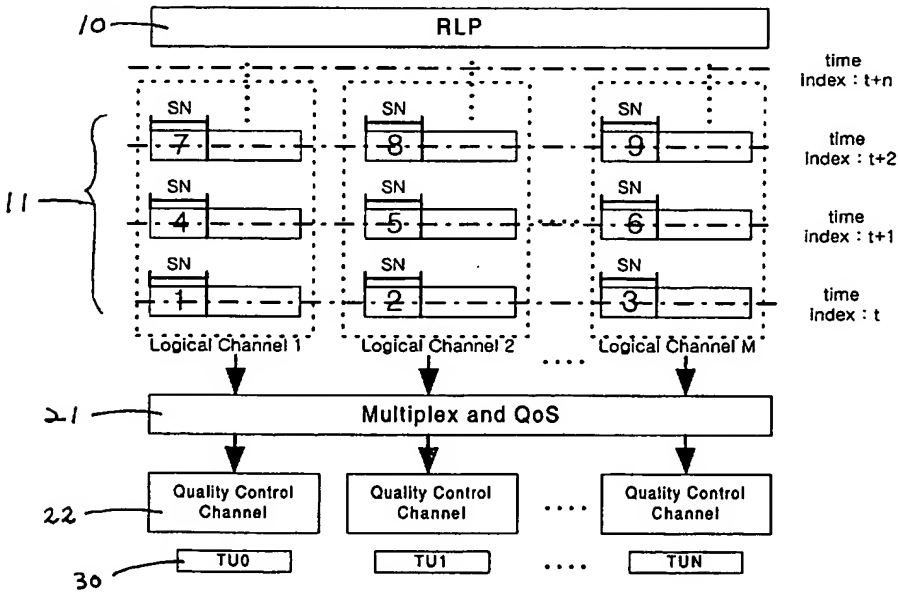 10
RLP
time
index : t+n
SN SN SN
7 8 9
time
index : t+2
11
SN SN SN
4 5 6
time
index : t+1
SN SN SN
1 2 3
time
index : t
Logical Channel 1 Logical Channel 2 Logical Channel M
21
Multiplex and QoS
22
Quality Control
Channel
Quality Control
Channel
Quality Control
Channel
30
TU0 TU1 TUN